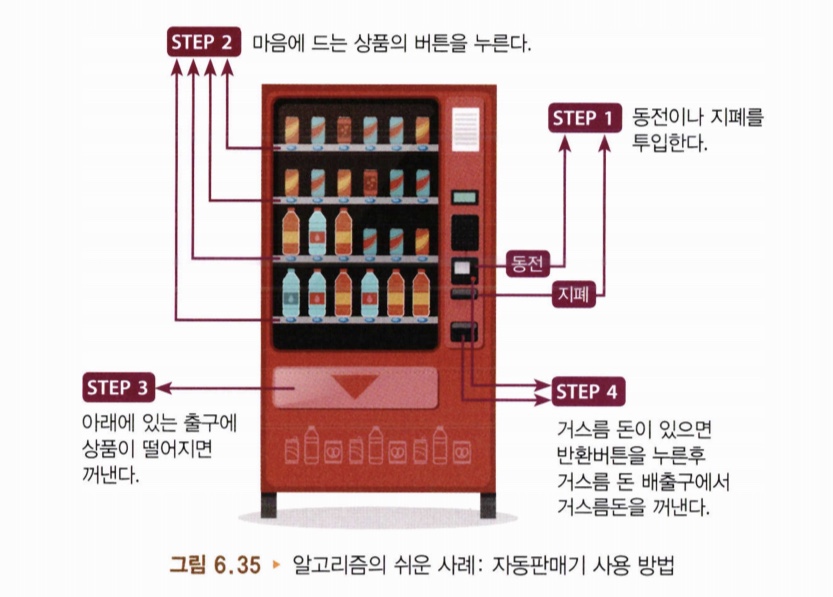 STEP 2 마음에 드는 상품의 버튼을 누른다.
STEP 1 동전이나 지폐를
투입한다.
동전
지폐
STEP 3
아래에 있는 출구에
상품이 떨어지면
꺼낸다.
STEP 4
거스름 돈이 있으면
반환버튼을 누른후
거스름 돈 배출구에서
거스름돈을 꺼낸다.
그림 6.35 ▸ 알고리즘의 쉬운 사례: 자동판매기 사용 방법